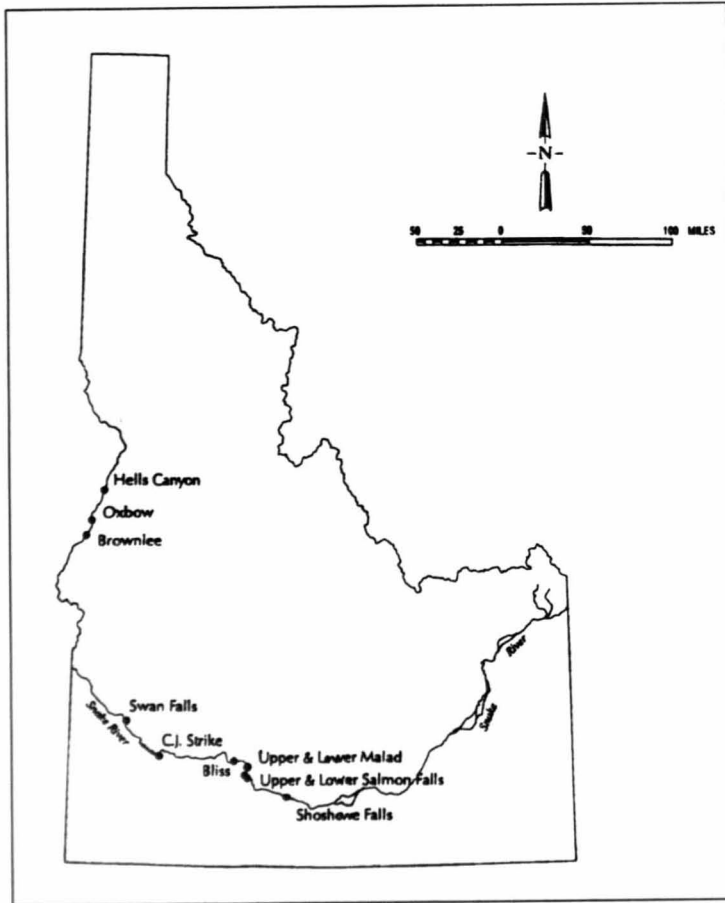 -N-
50 25 0 50 100 MILES
Hells Canyon
Oxbow
Brownlee
River
Snake
Swan Falls
Snake River
C.J. Strike
Upper & Lower Malad
Bliss
Upper & Lower Salmon Falls
Shoshowe Falls